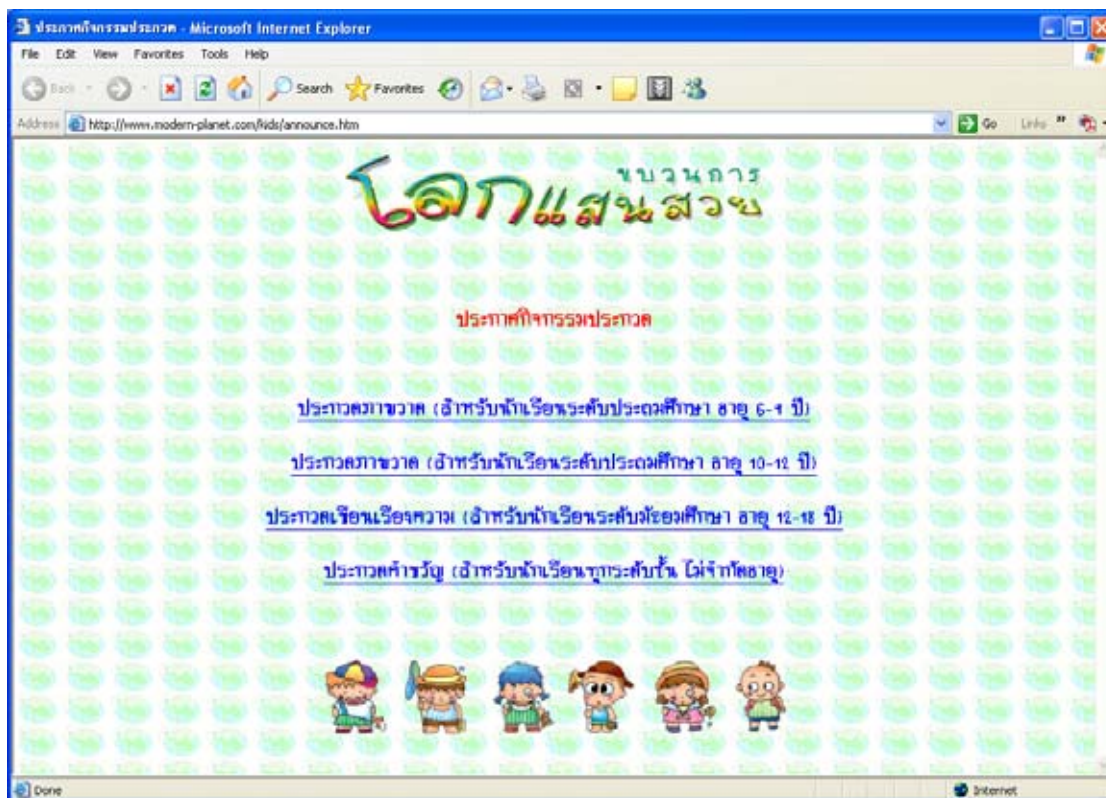 ประกาศกิจกรรมประกวด - Microsoft Internet Explorer
File Edit View Favorites Tools Help
Back Search Favorites
Address http://www.modern-planet.com/kids/announce.htm Go Links
ขบวนการ
โลกแสนสวย
ประกาศกิจกรรมประกวด
ประกวดภาพวาด (สำหรับนักเรียนระดับประถมศึกษา อายุ 6-9 ปี)
ประกวดภาพวาด (สำหรับนักเรียนระดับประถมศึกษา อายุ 10-12 ปี)
ประกวดเขียนเรียงความ (สำหรับนักเรียนระดับมัธยมศึกษา อายุ 12-18 ปี)
ประกวดคำขวัญ (สำหรับนักเรียนทุกระดับชั้น ไม่จำกัดอายุ)
Done Internet